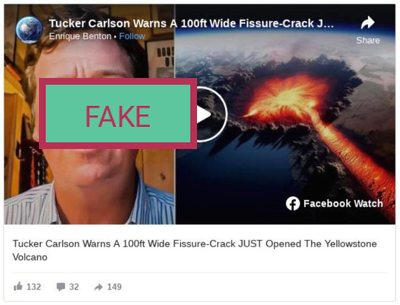 Tucker Carlson Warns A 100ft Wide Fissure-Crack J...
Enrique Benton • Follow
Share
FAKE
Facebook Watch
Tucker Carlson Warns A 100ft Wide Fissure-Crack JUST Opened The Yellowstone
Volcano
132 32 149